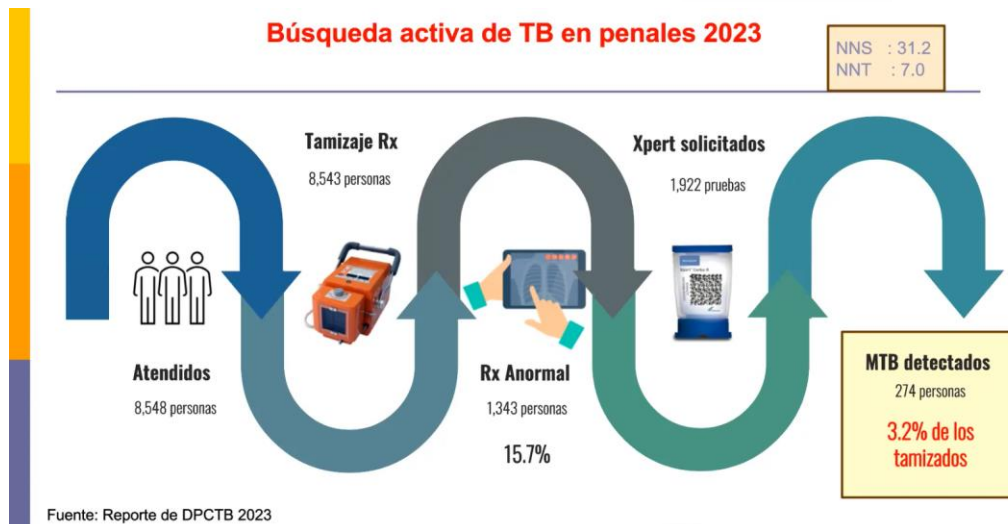 Búsqueda activa de TB en penales 2023
NNS : 31.2
NNT : 7.0
Tamizaje Rx
8,543 personas
Xpert solicitados
1,922 pruebas
Atendidos
8,548 personas
Rx Anormal
1,343 personas
15.7%
MTB detectados
274 personas
3.2% de los
tamizados
Fuente: Reporte de DPCTB 2023